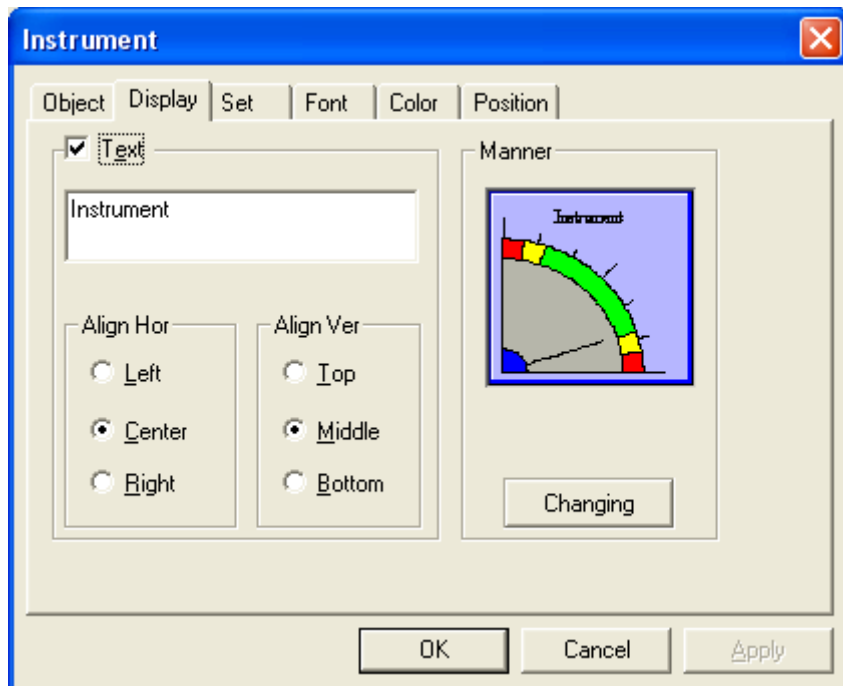 Instrument
Object Display Set Font Color Position
Text
Instrument
Align Hor
Left
Center
Right
Align Ver
Top
Middle
Bottom
Manner
Instrument
Changing
OK Cancel Apply